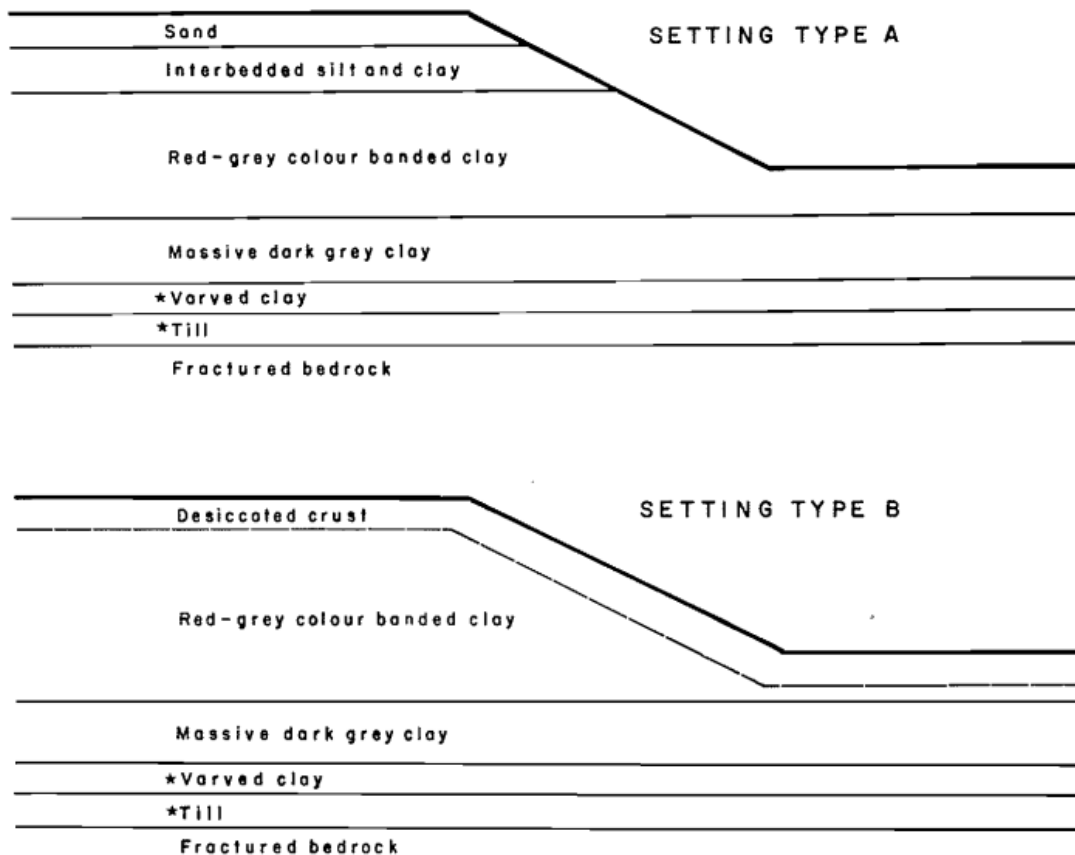 Sand
SETTING TYPE A
Interbedded silt and clay
Red-grey colour banded clay
Massive dark grey clay
★Varved clay
★Till
Fractured bedrock
Desiccated crust
SETTING TYPE B
Red-grey colour banded clay
Massive dark grey clay
★Varved clay
★Till
Fractured bedrock